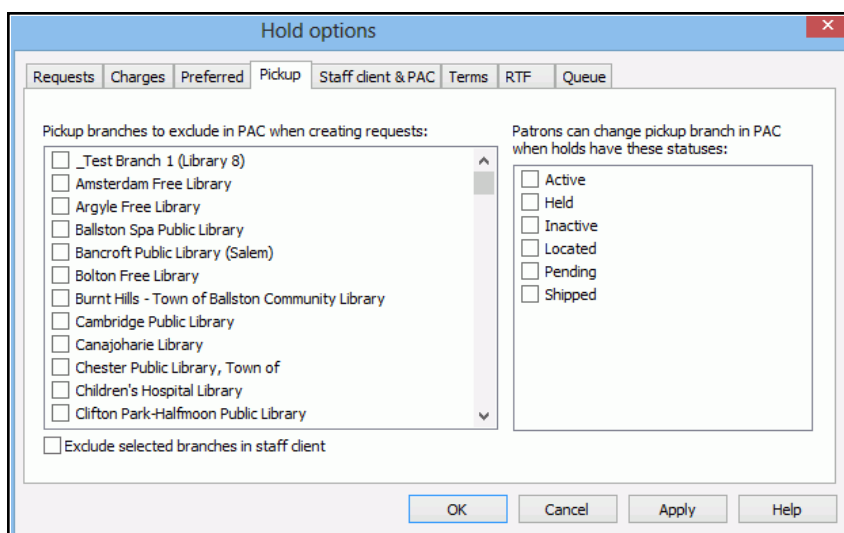 Hold options
Requests Charges Preferred Pickup Staff client & PAC Terms RTF Queue
Pickup branches to exclude in PAC when creating requests:
_Test Branch 1 (Library 8)
Amsterdam Free Library
Argyle Free Library
Ballston Spa Public Library
Bancroft Public Library (Salem)
Bolton Free Library
Burnt Hills - Town of Ballston Community Library
Cambridge Public Library
Canajoharie Library
Chester Public Library, Town of
Children's Hospital Library
Clifton Park-Halfmoon Public Library
Exclude selected branches in staff client
Patrons can change pickup branch in PAC
when holds have these statuses:
Active
Held
Inactive
Located
Pending
Shipped
OK Cancel Apply Help